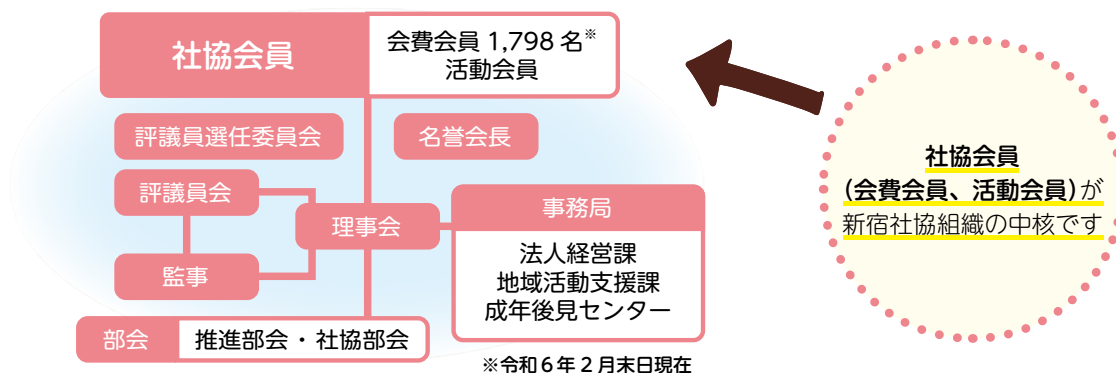 社協会員
会費会員 1,798 名※
活動会員
評議員選任委員会
名誉会長
評議員会
理事会
監事
事務局
法人経営課
地域活動支援課
成年後見センター
部会
推進部会・社協部会
※令和6年2月末日現在
社協会員
(会費会員、活動会員)が
新宿社協組織の中核です